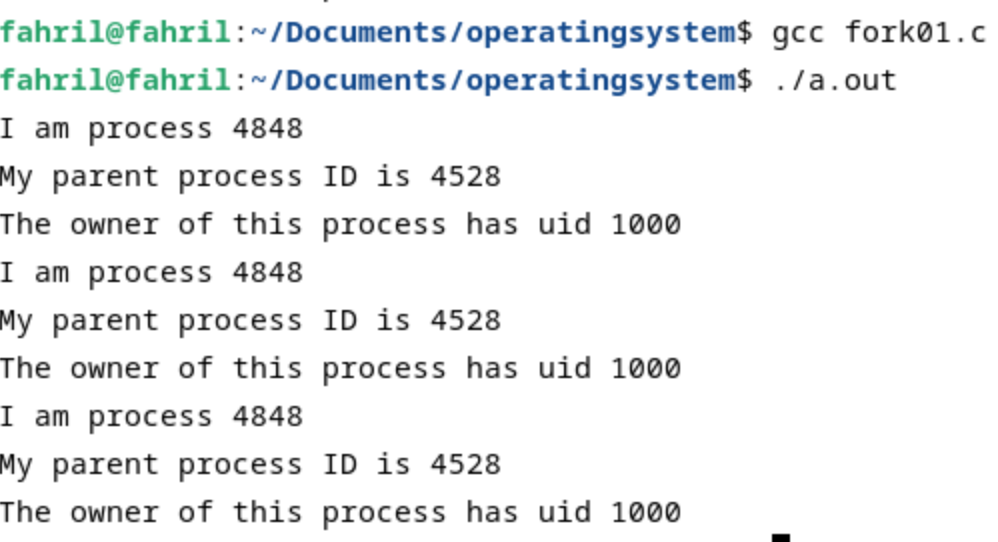 fahril@fahril:~/Documents/operatingsystem$ gcc fork01.c
fahril@fahril:~/Documents/operatingsystem$ ./a.out
I am process 4848
My parent process ID is 4528
The owner of this process has uid 1000
I am process 4848
My parent process ID is 4528
The owner of this process has uid 1000
I am process 4848
My parent process ID is 4528
The owner of this process has uid 1000